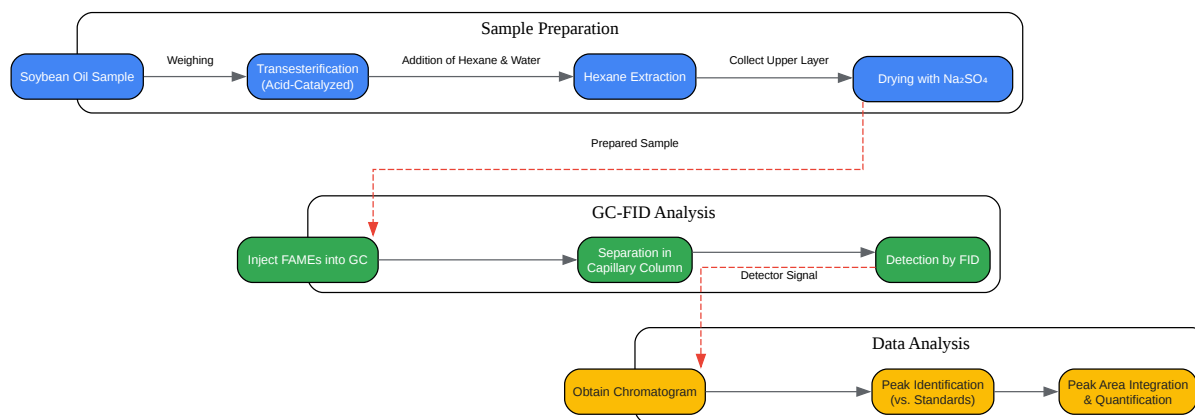 Sample Preparation
Soybean Oil Sample
Weighing
Transesterification
(Acid-Catalyzed)
Addition of Hexane & Water
Hexane Extraction
Collect Upper Layer
Drying with Na₂SO₄
Prepared Sample
GC-FID Analysis
Inject FAMEs into GC
Separation in
Capillary Column
Detection by FID
Detector Signal
Data Analysis
Obtain Chromatogram
Peak Identification
(vs. Standards)
Peak Area Integration
& Quantification